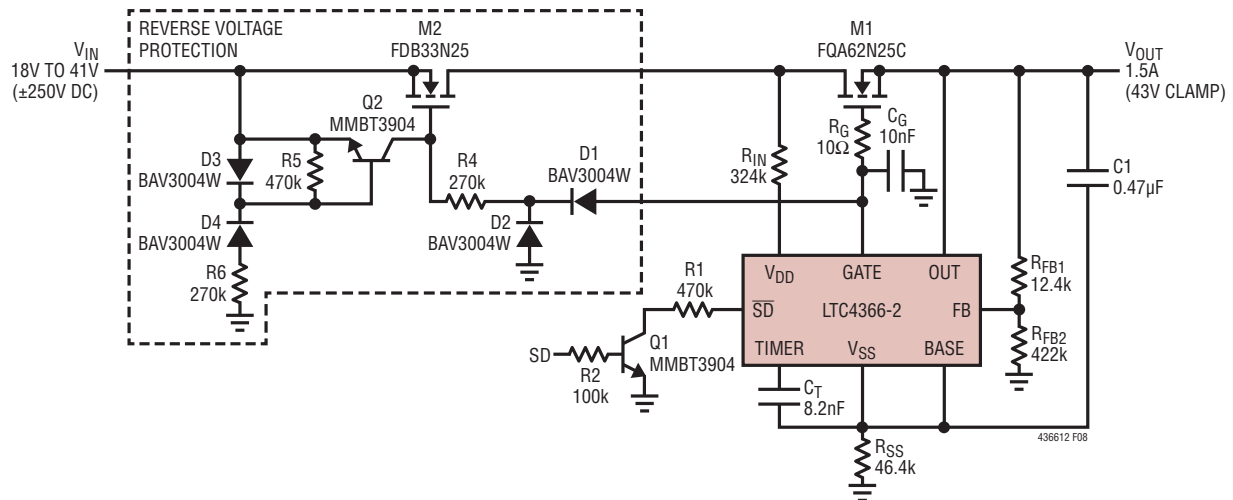 REVERSE VOLTAGE
PROTECTION
V_IN
18V TO 41V
(±250V DC)
M2
FDB33N25
M1
FQA62N25C
V_OUT
1.5A
(43V CLAMP)
Q2
MMBT3904
D3
BAV3004W
R5
470k
D4
BAV3004W
R6
270k
R4
270k
D1
BAV3004W
D2
BAV3004W
R_IN
324k
R_G
10Ω
C_G
10nF
C1
0.47µF
R1
470k
V_DD
GATE
OUT
S̅D̅
LTC4366-2
FB
TIMER
V_SS
BASE
R_FB1
12.4k
R_FB2
422k
SD
R2
100k
Q1
MMBT3904
C_T
8.2nF
R_SS
46.4k
436612 F08